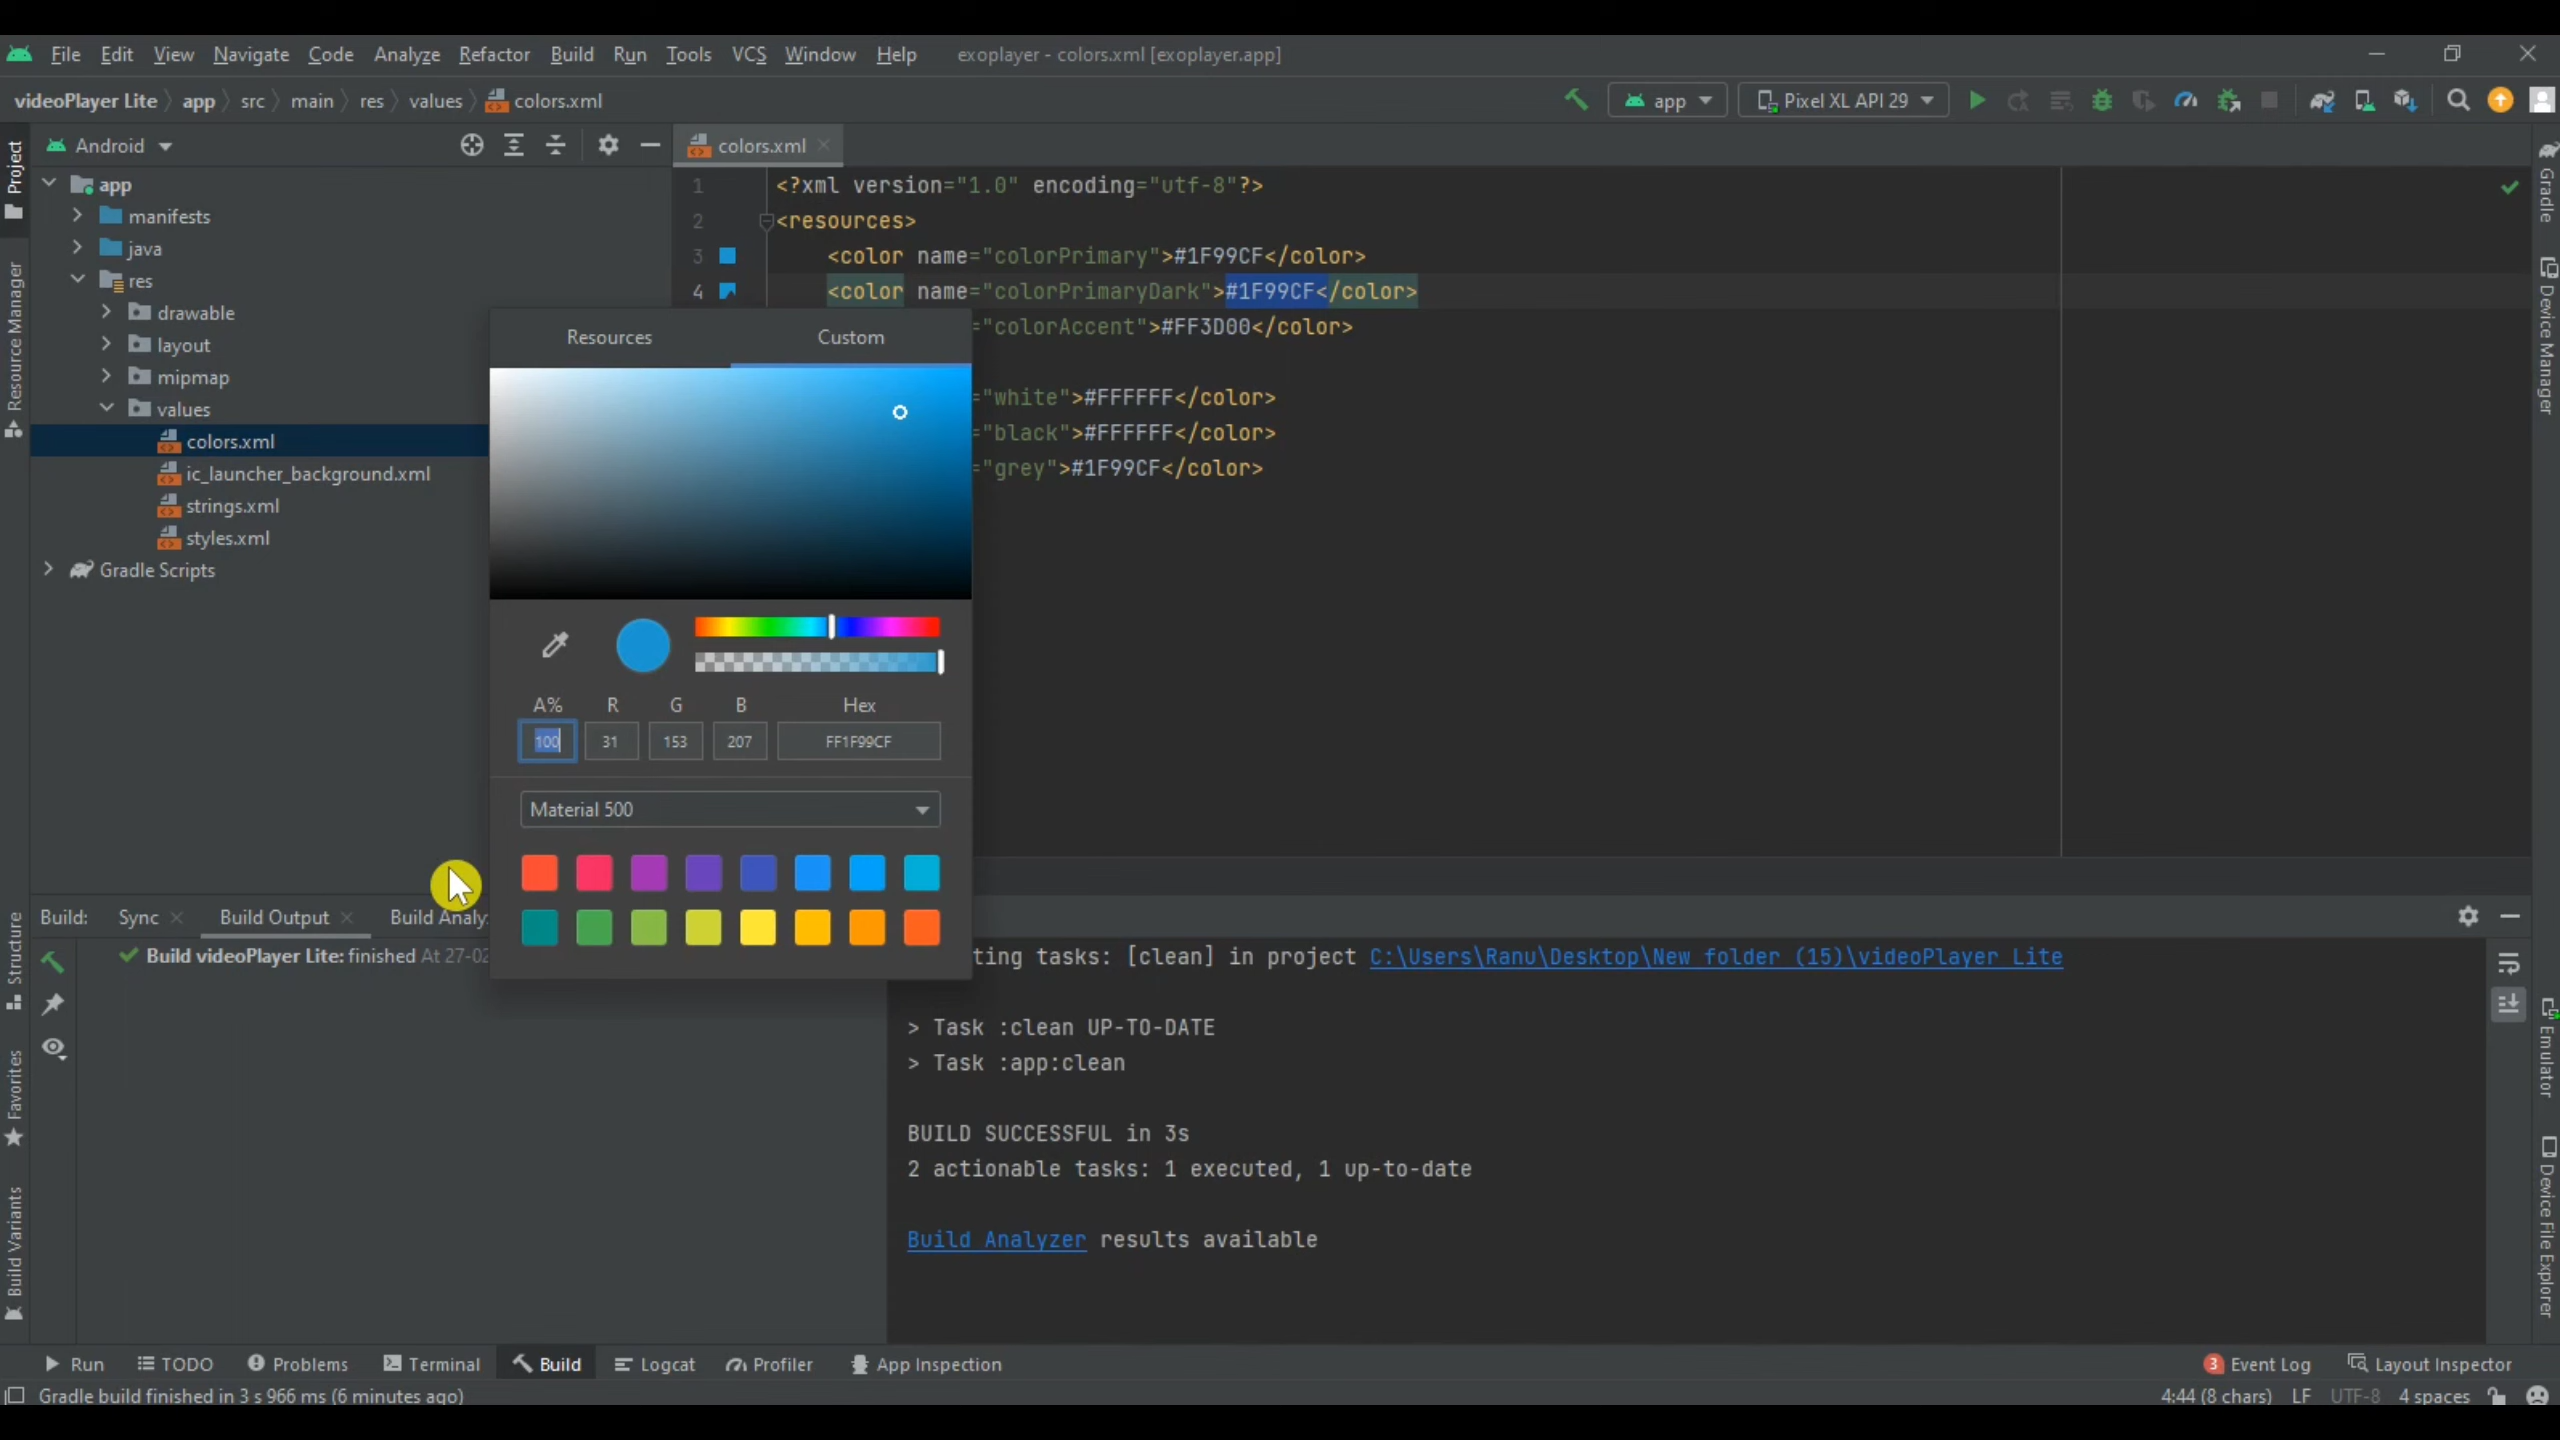 File Edit View Navigate Code Analyze Refactor Build Run Tools VCS Window Help exoplayer - colors.xml [exoplayer.app]
videoPlayer Lite app src main res values colors.xml app Pixel XL API 29
Android
colors.xml
Project
Resource Manager
Structure
Favorites
Build Variants
app
manifests
java
res
drawable
layout
mipmap
values
colors.xml
ic_launcher_background.xml
strings.xml
styles.xml
Gradle Scripts
1 <?xml version="1.0" encoding="utf-8"?>
2 <resources>
3 <color name="colorPrimary">#1F99CF</color>
4 <color name="colorPrimaryDark">#1F99CF</color>
="colorAccent">#FF3D00</color>
="white">#FFFFFF</color>
="black">#FFFFFF</color>
="grey">#1F99CF</color>
Resources Custom
A% R G B Hex
100 31 153 207 FF1F99CF
Material 500
Gradle
Device Manager
Emulator
Device File Explorer
Build: Sync Build Output Build Analy
Build videoPlayer Lite: finished At 27-02
ting tasks: [clean] in project C:\Users\Ranu\Desktop\New folder (15)\videoPlayer Lite
> Task :clean UP-TO-DATE
> Task :app:clean
BUILD SUCCESSFUL in 3s
2 actionable tasks: 1 executed, 1 up-to-date
Build Analyzer results available
Run TODO Problems Terminal Build Logcat Profiler App Inspection 3 Event Log Layout Inspector
Gradle build finished in 3 s 966 ms (6 minutes ago) 4:44 (8 chars) LF UTF-8 4 spaces